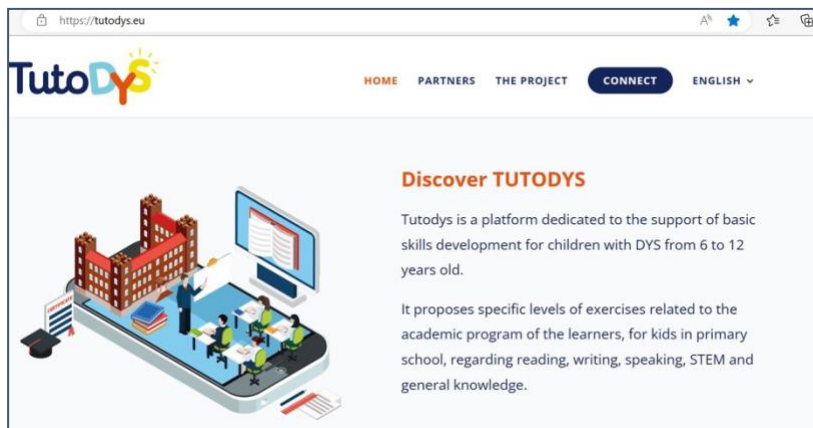 https://tutodys.eu
TutoDYS
HOME PARTNERS THE PROJECT CONNECT ENGLISH
Discover TUTODYS
Tutodys is a platform dedicated to the support of basic
skills development for children with DYS from 6 to 12
years old.
It proposes specific levels of exercises related to the
academic program of the learners, for kids in primary
school, regarding reading, writing, speaking, STEM and
general knowledge.
CERTIFICATE